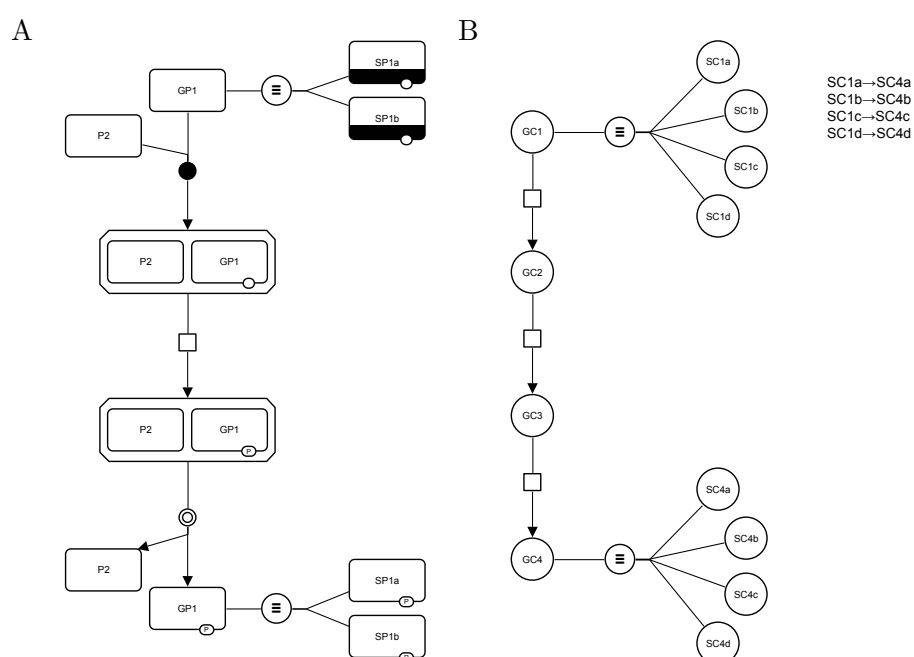 A
GP1
SP1a
SP1b
P2
P2
GP1
P2
GP1
P
P2
GP1
P
SP1a
P
SP1b
P
B
GC1
SC1a
SC1b
SC1c
SC1d
SC1a→SC4a
SC1b→SC4b
SC1c→SC4c
SC1d→SC4d
GC2
GC3
GC4
SC4a
SC4b
SC4c
SC4d